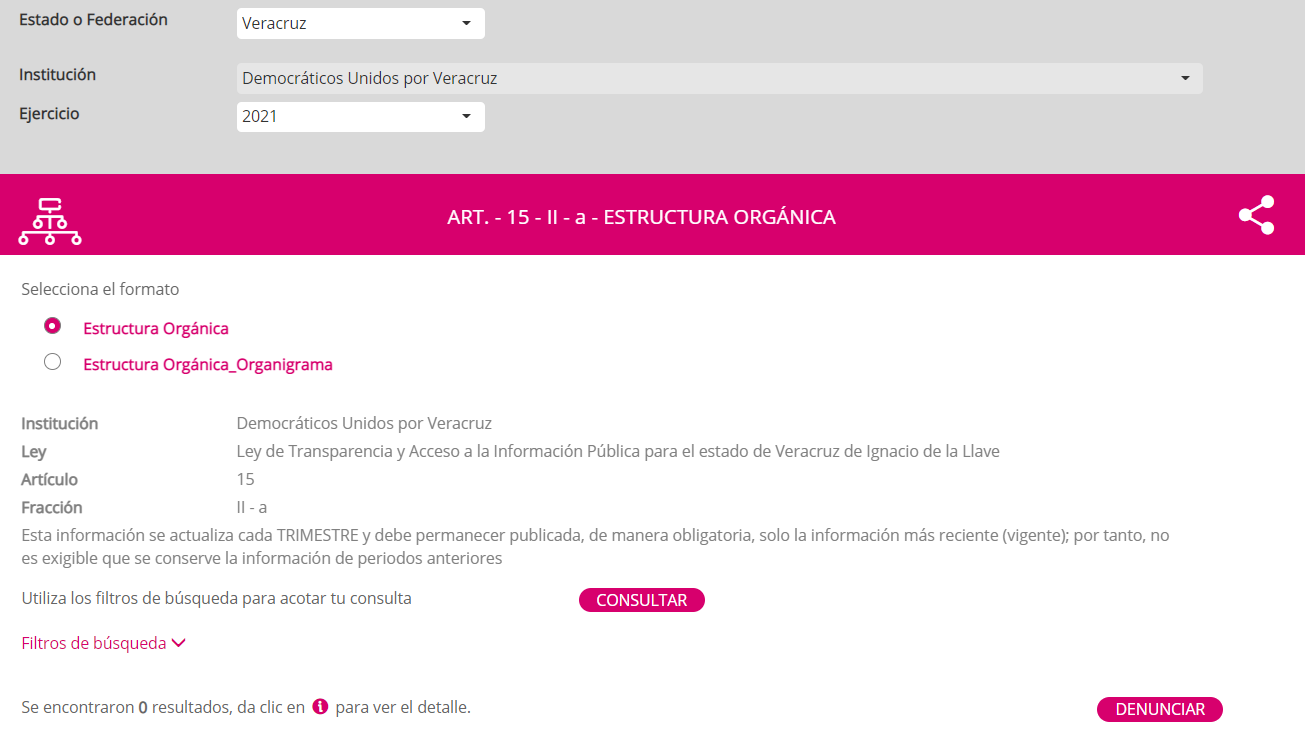 Estado o Federación Veracruz
Institución Democráticos Unidos por Veracruz
Ejercicio 2021
ART. - 15 - II - a - ESTRUCTURA ORGÁNICA
Selecciona el formato
Estructura Orgánica
Estructura Orgánica_Organigrama
Institución Democráticos Unidos por Veracruz
Ley Ley de Transparencia y Acceso a la Información Pública para el estado de Veracruz de Ignacio de la Llave
Artículo 15
Fracción II - a
Esta información se actualiza cada TRIMESTRE y debe permanecer publicada, de manera obligatoria, solo la información más reciente (vigente); por tanto, no
es exigible que se conserve la información de periodos anteriores
Utiliza los filtros de búsqueda para acotar tu consulta CONSULTAR
Filtros de búsqueda
Se encontraron 0 resultados, da clic en para ver el detalle. DENUNCIAR